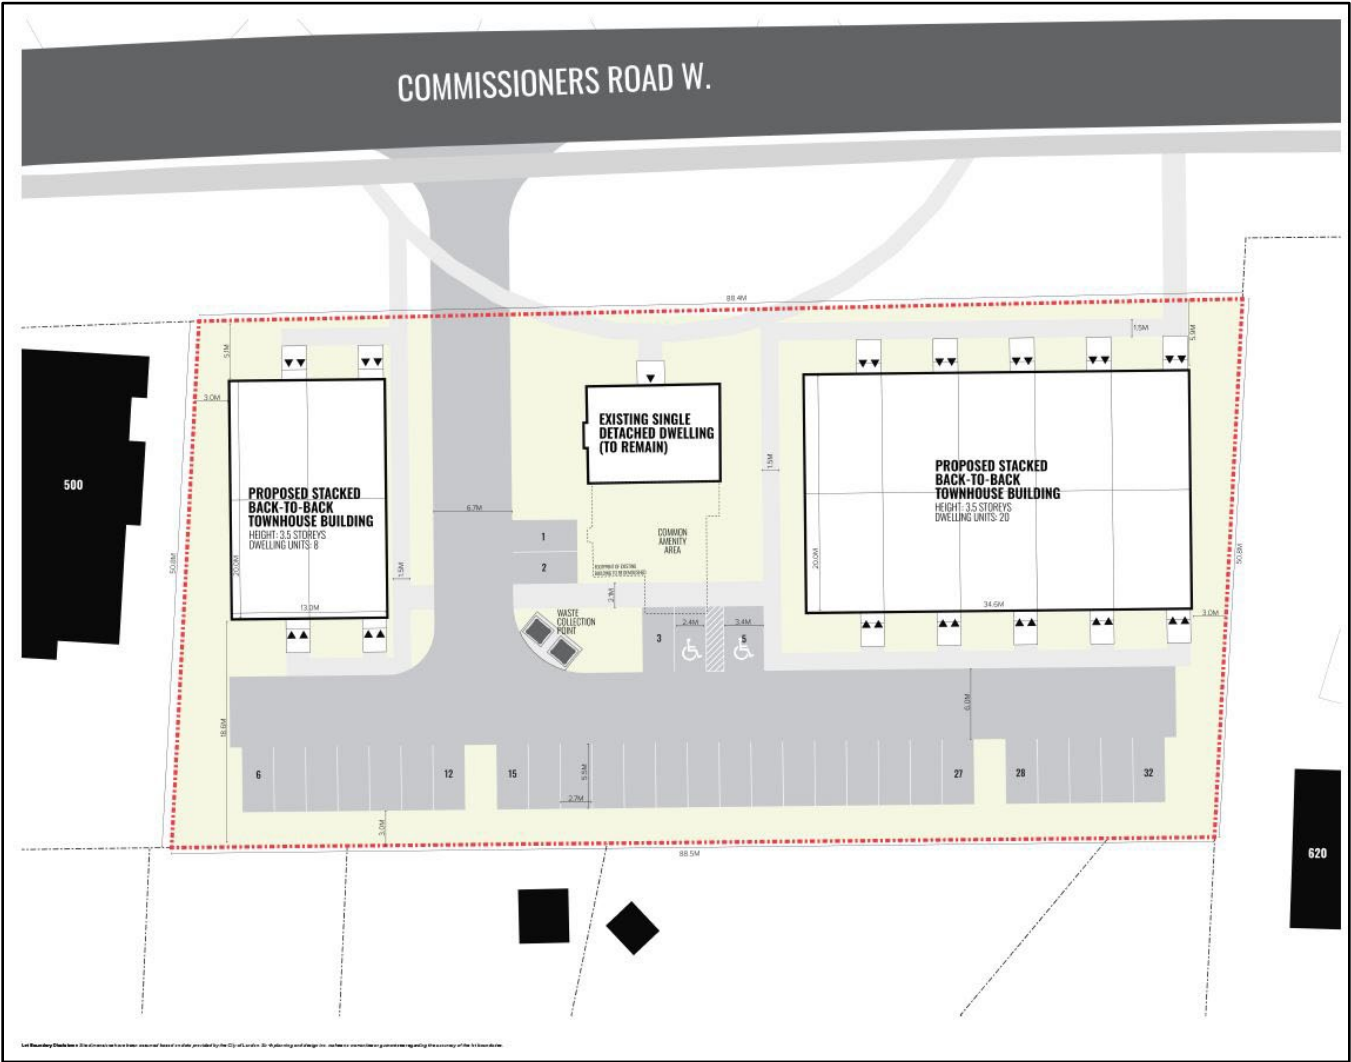 COMMISSIONERS ROAD W.
88.4M
1.5M
5.9M
5.1M
3.0M
EXISTING SINGLE
DETACHED DWELLING
(TO REMAIN)
500
PROPOSED STACKED
BACK-TO-BACK
TOWNHOUSE BUILDING
HEIGHT: 3.5 STOREYS
DWELLING UNITS: 8
PROPOSED STACKED
BACK-TO-BACK
TOWNHOUSE BUILDING
HEIGHT: 3.5 STOREYS
DWELLING UNITS: 20
1.5M
6.7M
1
2
COMMON
AMENITY
AREA
50.8M
20.0M
1.5M
13.0M
2.1M
20.0M
34.6M
50.8M
3.0M
WASTE
COLLECTION
POINT
3
2.4M
3.4M
5
18.6M
6.0M
6
12
15
5.5M
2.7M
27
28
32
3.0M
88.5M
620